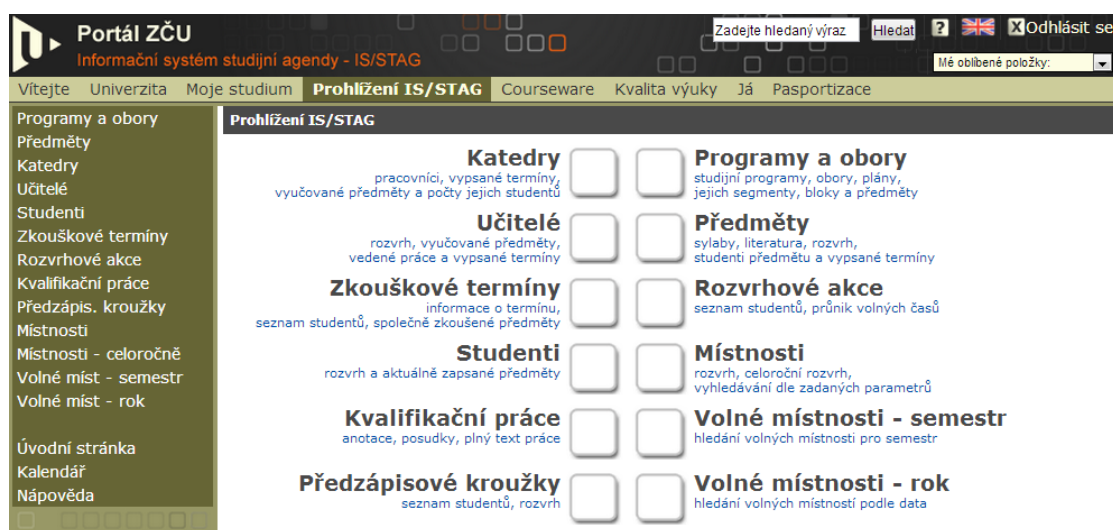 Portál ZČU
Informační systém studijní agendy - IS/STAG
Zadejte hledaný výraz Hledat ? X Odhlásit se
Mé oblíbené položky:
Vítejte Univerzita Moje studium Prohlížení IS/STAG Courseware Kvalita výuky Já Pasportizace
Programy a obory
Předměty
Katedry
Učitelé
Studenti
Zkouškové termíny
Rozvrhové akce
Kvalifikační práce
Předzápis. kroužky
Místnosti
Místnosti - celoročně
Volné míst - semestr
Volné míst - rok
Úvodní stránka
Kalendář
Nápověda
Prohlížení IS/STAG
Katedry
pracovníci, vypsané termíny,
vyučované předměty a počty jejich studentů
Programy a obory
studijní programy, obory, plány,
jejich segmenty, bloky a předměty
Učitelé
rozvrh, vyučované předměty,
vedené práce a vypsané termíny
Předměty
sylaby, literatura, rozvrh,
studenti předmětu a vypsané termíny
Zkouškové termíny
informace o termínu,
seznam studentů, společně zkoušené předměty
Rozvrhové akce
seznam studentů, průnik volných časů
Studenti
rozvrh a aktuálně zapsané předměty
Místnosti
rozvrh, celoroční rozvrh,
vyhledávání dle zadaných parametrů
Kvalifikační práce
anotace, posudky, plný text práce
Volné místnosti - semestr
hledání volných místností pro semestr
Předzápisové kroužky
seznam studentů, rozvrh
Volné místnosti - rok
hledání volných místností podle data